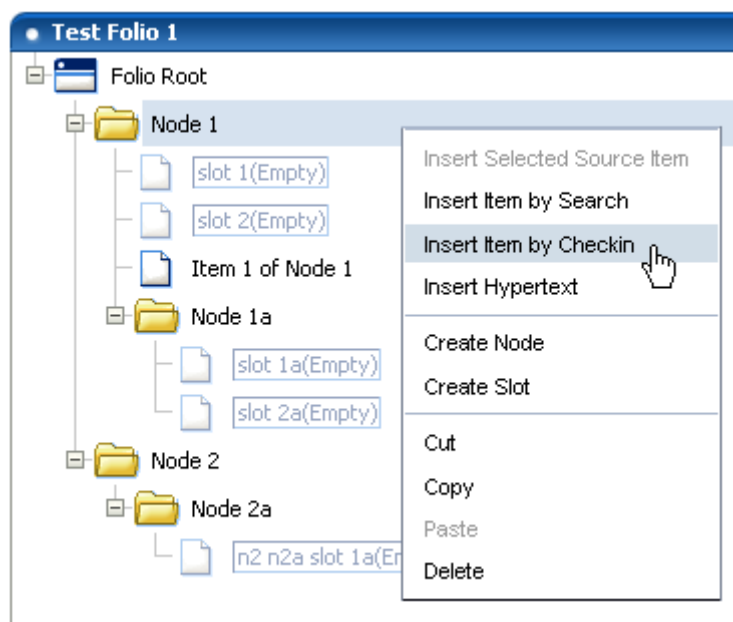 Test Folio 1
Folio Root
Node 1
slot 1(Empty)
slot 2(Empty)
Item 1 of Node 1
Node 1a
slot 1a(Empty)
slot 2a(Empty)
Node 2
Node 2a
n2 n2a slot 1a(Em
Insert Selected Source Item
Insert Item by Search
Insert Item by Checkin
Insert Hypertext
Create Node
Create Slot
Cut
Copy
Paste
Delete